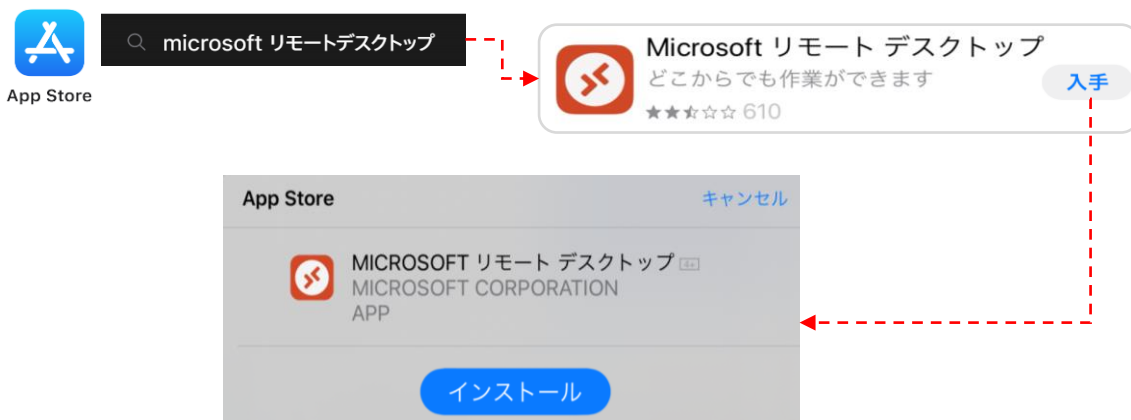 App Store
microsoft リモートデスクトップ
Microsoft リモート デスクトップ
どこからでも作業ができます
610
入手
App Store
キャンセル
MICROSOFT リモート デスクトップ 4+
MICROSOFT CORPORATION
APP
インストール